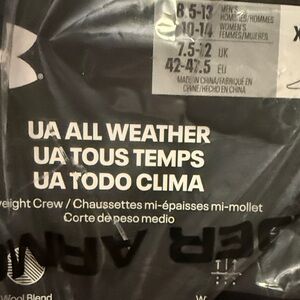 8.5-13 MEN'S
HOMBRES/HOMMES
10-14 WOMEN'S
FEMMES/MUJERES
7.5-12 UK
42-47.5 EU
MADE IN CHINA/FABRIQUÉ EN
CHINE/HECHO EN CHINA
X
UA ALL WEATHER
UA TOUS TEMPS
UA TODO CLIMA
eight Crew / Chaussettes mi-épaisses mi-mollet
Corte de peso medio
Wool Blend
W